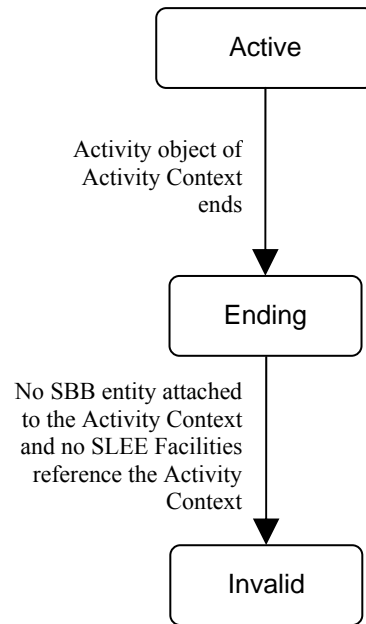 Active
Activity object of
Activity Context
ends
Ending
No SBB entity attached
to the Activity Context
and no SLEE Facilities
reference the Activity
Context
Invalid